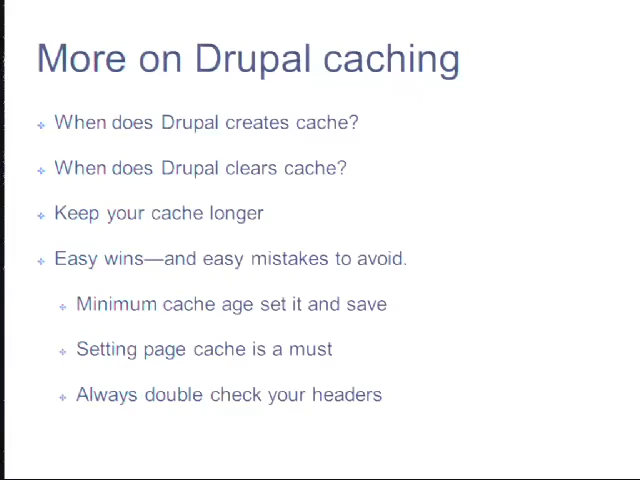 More on Drupal caching
When does Drupal creates cache?
When does Drupal clears cache?
Keep your cache longer
Easy wins—and easy mistakes to avoid.
Minimum cache age set it and save
Setting page cache is a must
Always double check your headers